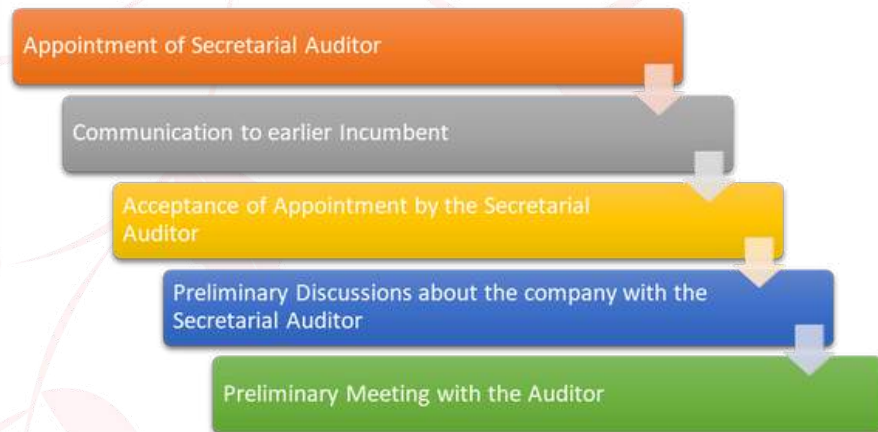 Appointment of Secretarial Auditor
Communication to earlier Incumbent
Acceptance of Appointment by the Secretarial
Auditor
Preliminary Discussions about the company with the
Secretarial Auditor
Preliminary Meeting with the Auditor